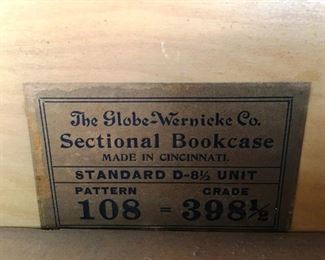 The Globe-Wernicke Co.
Sectional Bookcase
MADE IN CINCINNATI.
STANDARD D-8½ UNIT
PATTERN GRADE
108 = 398½